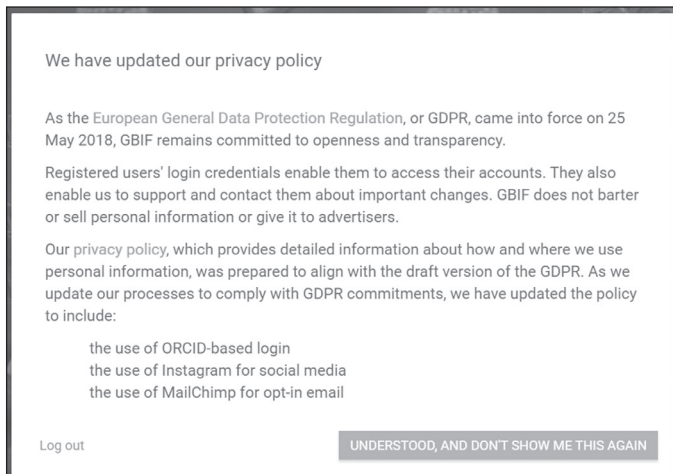 We have updated our privacy policy
As the European General Data Protection Regulation, or GDPR, came into force on 25
May 2018, GBIF remains committed to openness and transparency.
Registered users' login credentials enable them to access their accounts. They also
enable us to support and contact them about important changes. GBIF does not barter
or sell personal information or give it to advertisers.
Our privacy policy, which provides detailed information about how and where we use
personal information, was prepared to align with the draft version of the GDPR. As we
update our processes to comply with GDPR commitments, we have updated the policy
to include:
the use of ORCID-based login
the use of Instagram for social media
the use of MailChimp for opt-in email
Log out
UNDERSTOOD, AND DON'T SHOW ME THIS AGAIN